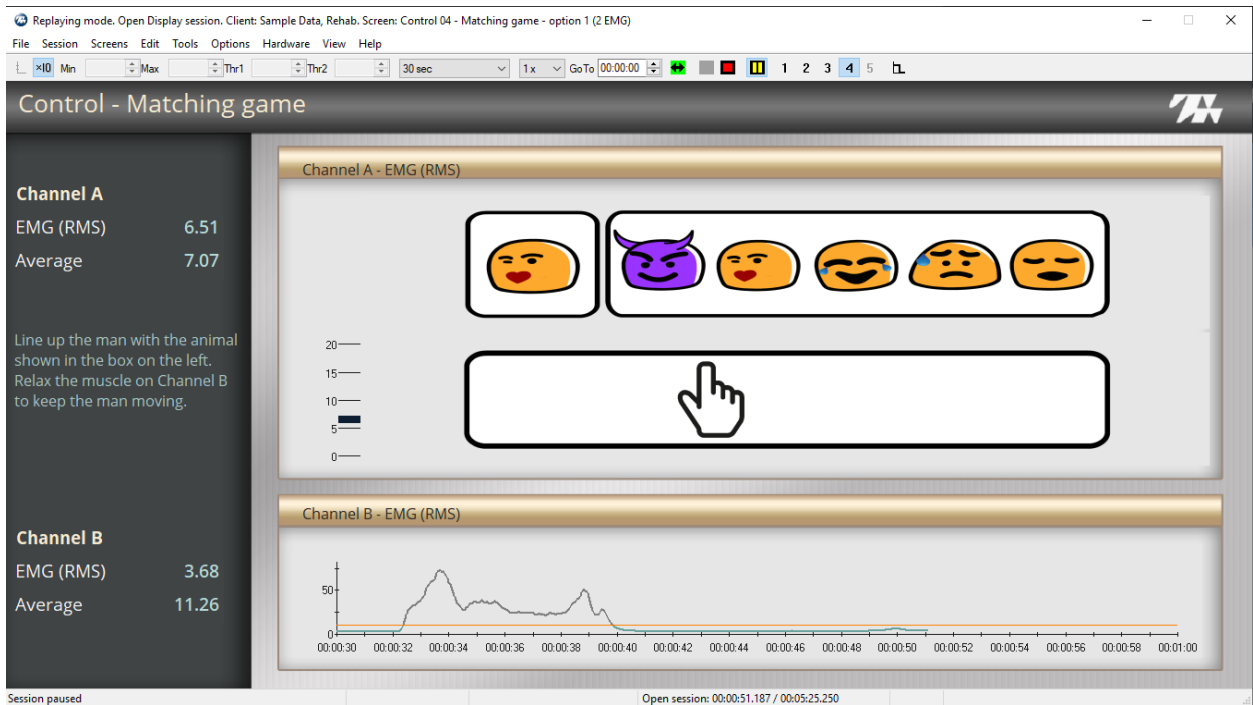 Replaying mode. Open Display session. Client: Sample Data, Rehab. Screen: Control 04 - Matching game - option 1 (2 EMG)
File Session Screens Edit Tools Options Hardware View Help
×10 Min Max Thr1 Thr2 30 sec 1 x GoTo 00:00:00 1 2 3 4 5
Control - Matching game
Channel A - EMG (RMS)
Channel A
EMG (RMS) 6.51
Average 7.07
Line up the man with the animal
shown in the box on the left.
Relax the muscle on Channel B
to keep the man moving.
20
15
10
5
0
Channel B - EMG (RMS)
Channel B
EMG (RMS) 3.68
Average 11.26
50
0
00:00:30 00:00:32 00:00:34 00:00:36 00:00:38 00:00:40 00:00:42 00:00:44 00:00:46 00:00:48 00:00:50 00:00:52 00:00:54 00:00:56 00:00:58 00:01:00
Session paused
Open session: 00:00:51.187 / 00:05:25.250